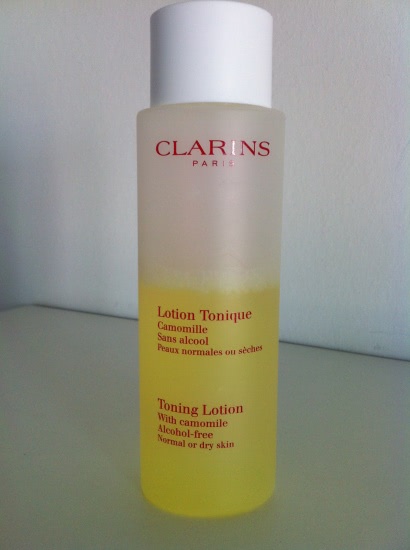 CLARINS
PARIS
Lotion Tonique
Camomille
Sans alcool
Peaux normales ou sèches
Toning Lotion
With camomile
Alcohol-free
Normal or dry skin